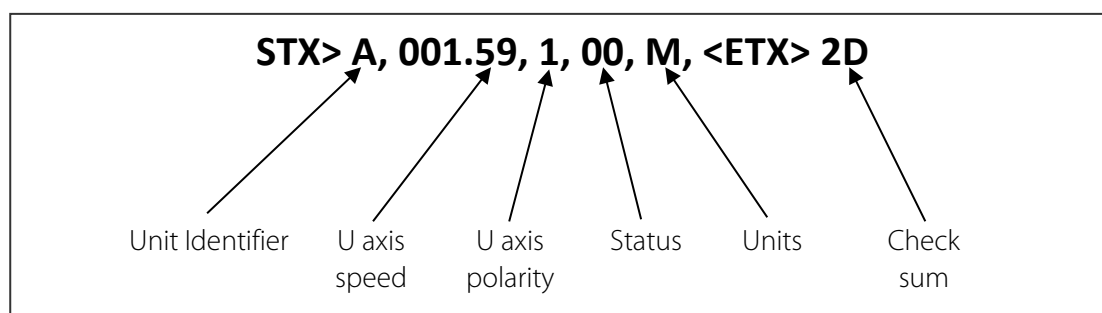 STX> A, 001.59, 1, 00, M, <ETX> 2D
Unit Identifier U axis U axis Status Units Check
speed polarity sum